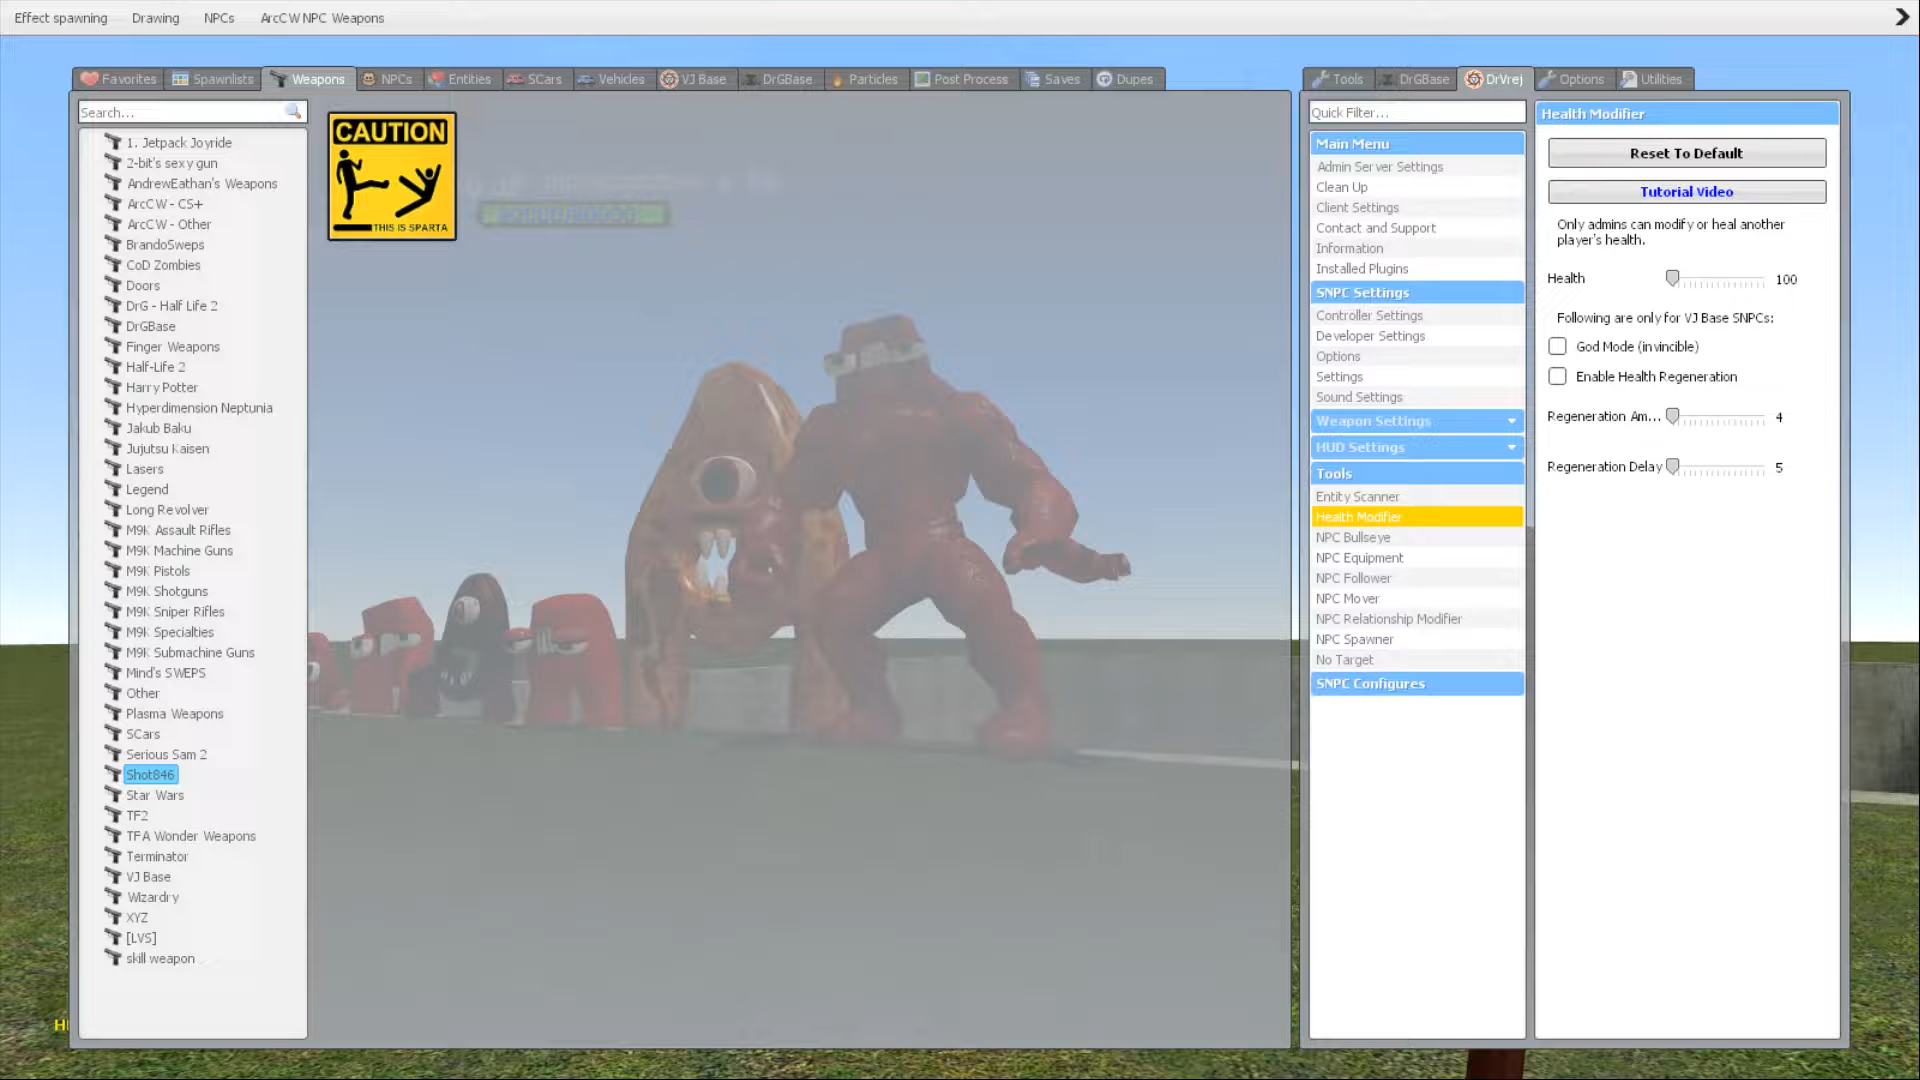 Effect spawning Drawing NPCs ArcCW NPC Weapons
Favorites Spawnlists Weapons NPCs Entities SCars Vehicles VJ Base DrGBase Particles Post Process Saves Dupes
Tools DrGBase DrVrej Options Utilities
Search...
1. Jetpack Joyride
2-bit's sexy gun
AndrewEathan's Weapons
ArcCW - CS+
ArcCW - Other
BrandoSweps
CoD Zombies
Doors
DrG - Half Life 2
DrGBase
Finger Weapons
Half-Life 2
Harry Potter
Hyperdimension Neptunia
Jakub Baku
Jujutsu Kaisen
Lasers
Legend
Long Revolver
M9K Assault Rifles
M9K Machine Guns
M9K Pistols
M9K Shotguns
M9K Sniper Rifles
M9K Specialties
M9K Submachine Guns
Mind's SWEPS
Other
Plasma Weapons
SCars
Serious Sam 2
Shot846
Star Wars
TF2
TFA Wonder Weapons
Terminator
VJ Base
Wizardry
XYZ
[LVS]
skill weapon
CAUTION
THIS IS SPARTA
Quick Filter...
Main Menu
Admin Server Settings
Clean Up
Client Settings
Contact and Support
Information
Installed Plugins
SNPC Settings
Controller Settings
Developer Settings
Options
Settings
Sound Settings
Weapon Settings
HUD Settings
Tools
Entity Scanner
Health Modifier
NPC Bullseye
NPC Equipment
NPC Follower
NPC Mover
NPC Relationship Modifier
NPC Spawner
No Target
SNPC Configures
Health Modifier
Reset To Default
Tutorial Video
Only admins can modify or heal another
player's health.
Health 100
Following are only for VJ Base SNPCs:
God Mode (invincible)
Enable Health Regeneration
Regeneration Am... 4
Regeneration Delay 5